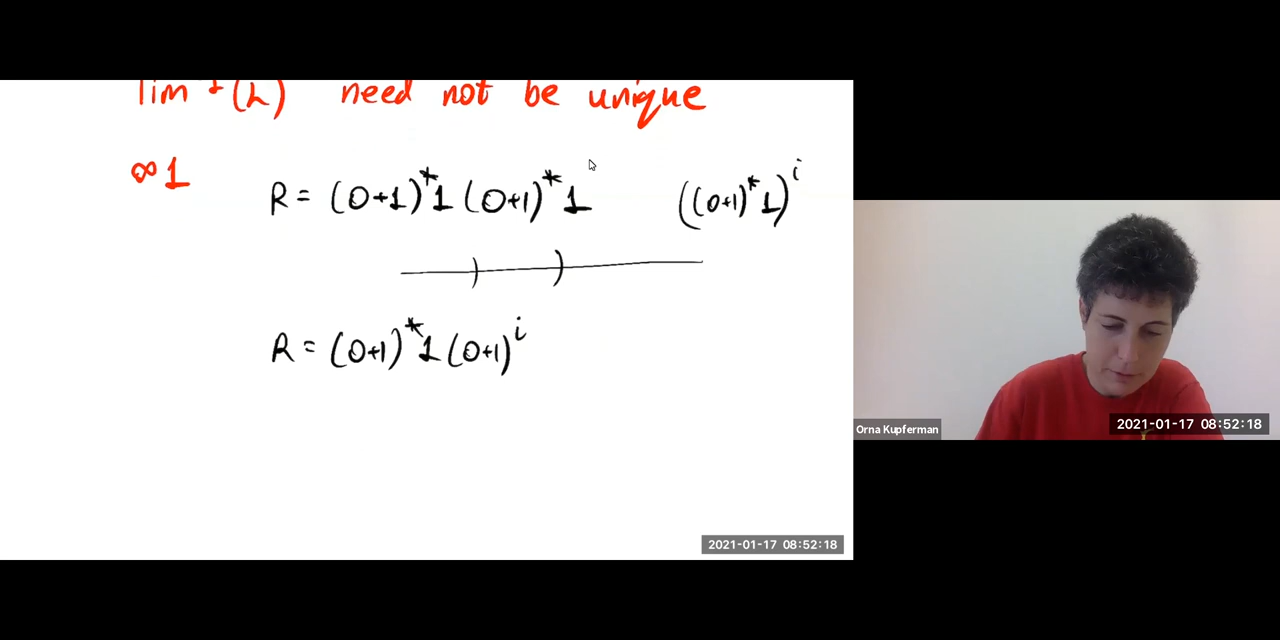 lim⁻¹(L) need not be unique
∞1 R = (0+1)*1(0+1)*1 ((0+1)*1)ⁱ
R = (0+1)*1(0+1)ⁱ
Orna Kupferman
2021-01-17 08:52:18
2021-01-17 08:52:18